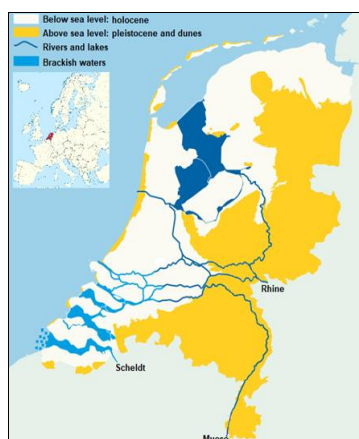 Below sea level: holocene
Above sea level: pleistocene and dunes
Rivers and lakes
Brackish waters
Rhine
Scheldt